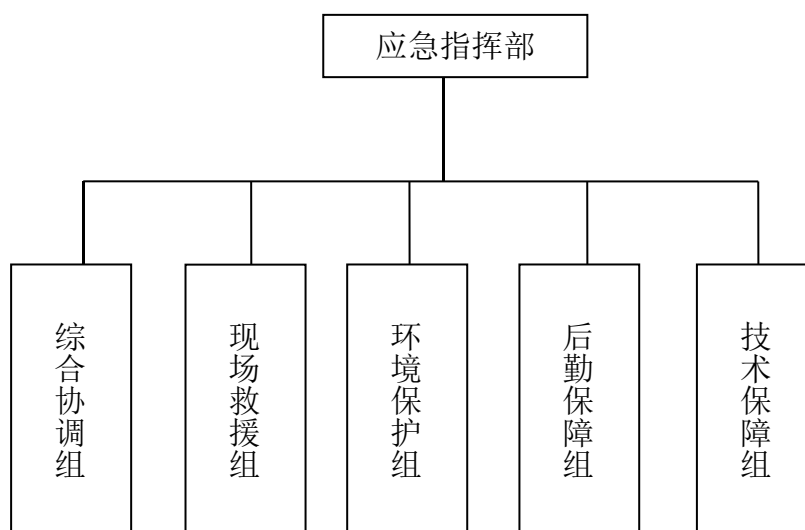 应急指挥部
综合协调组
现场救援组
环境保护组
后勤保障组
技术保障组